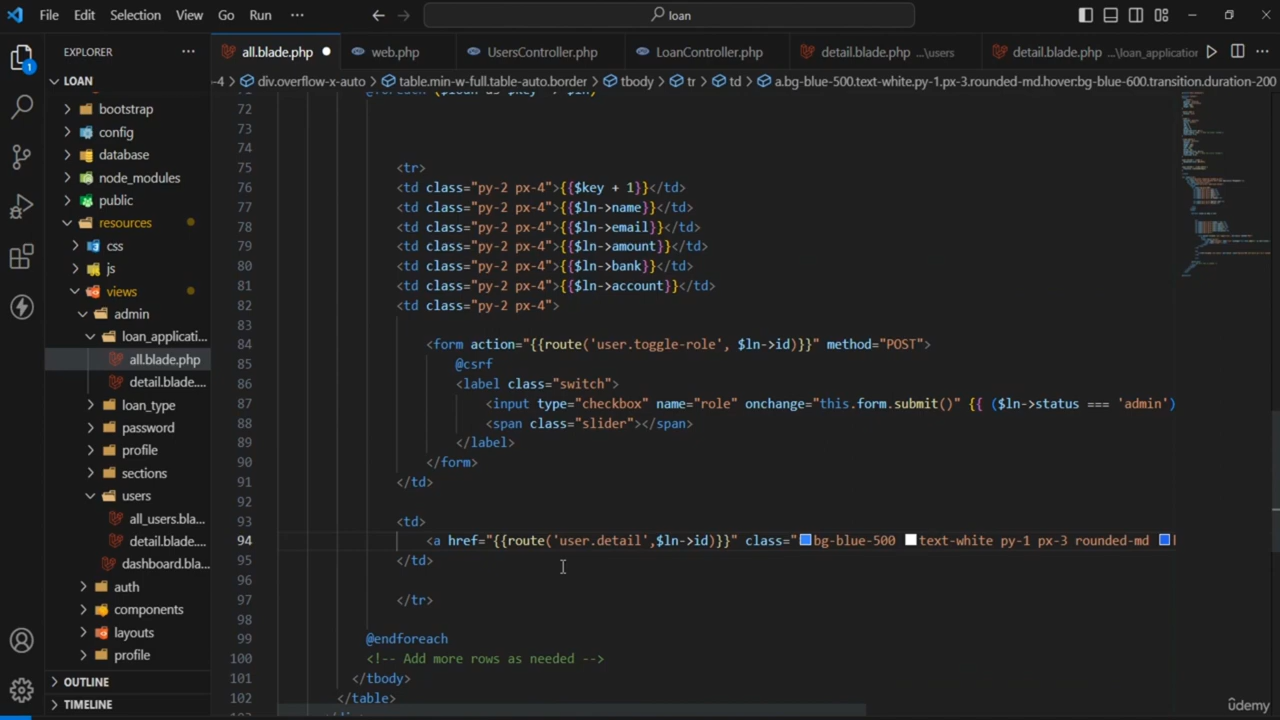 File Edit Selection View Go Run ··· loan
EXPLORER ··· all.blade.php web.php UsersController.php LoanController.php detail.blade.php ...\users detail.blade.php ...\loan_application
LOAN
-4 > div.overflow-x-auto > table.min-w-full.table-auto.border > tbody > tr > td > a.bg-blue-500.text-white.py-1.px-3.rounded-md.hover:bg-blue-600.transition.duration-200
bootstrap
config
database
node_modules
public
resources
css
js
views
admin
loan_applicati...
all.blade.php
detail.blade....
loan_type
password
profile
sections
users
all_users.bla...
detail.blade....
dashboard.bla...
auth
components
layouts
profile
OUTLINE
TIMELINE
72
73
74
75 <tr>
76 <td class="py-2 px-4">{{$key + 1}}</td>
77 <td class="py-2 px-4">{{$ln->name}}</td>
78 <td class="py-2 px-4">{{$ln->email}}</td>
79 <td class="py-2 px-4">{{$ln->amount}}</td>
80 <td class="py-2 px-4">{{$ln->bank}}</td>
81 <td class="py-2 px-4">{{$ln->account}}</td>
82 <td class="py-2 px-4">
83
84 <form action="{{route('user.toggle-role', $ln->id)}}" method="POST">
85 @csrf
86 <label class="switch">
87 <input type="checkbox" name="role" onchange="this.form.submit()" {{ ($ln->status === 'admin')
88 <span class="slider"></span>
89 </label>
90 </form>
91 </td>
92
93 <td>
94 <a href="{{route('user.detail',$ln->id)}}" class="bg-blue-500 text-white py-1 px-3 rounded-md
95 </td>
96
97 </tr>
98
99 @endforeach
100 <!-- Add more rows as needed -->
101 </tbody>
102 </table>
1
ûdemy